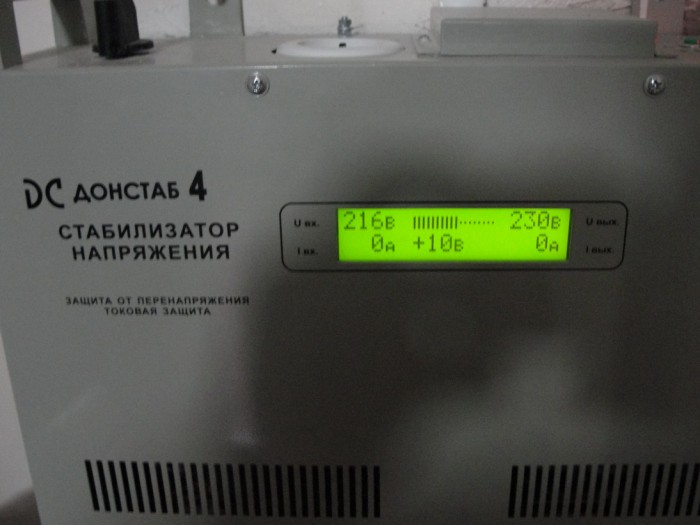 DC ДОНСТАБ 4
СТАБИЛИЗАТОР
НАПРЯЖЕНИЯ
ЗАЩИТА ОТ ПЕРЕНАПРЯЖЕНИЯ
ТОКОВАЯ ЗАЩИТА
U вх. 216В 230В U вых.
I вх. 0А +10В 0А I вых.